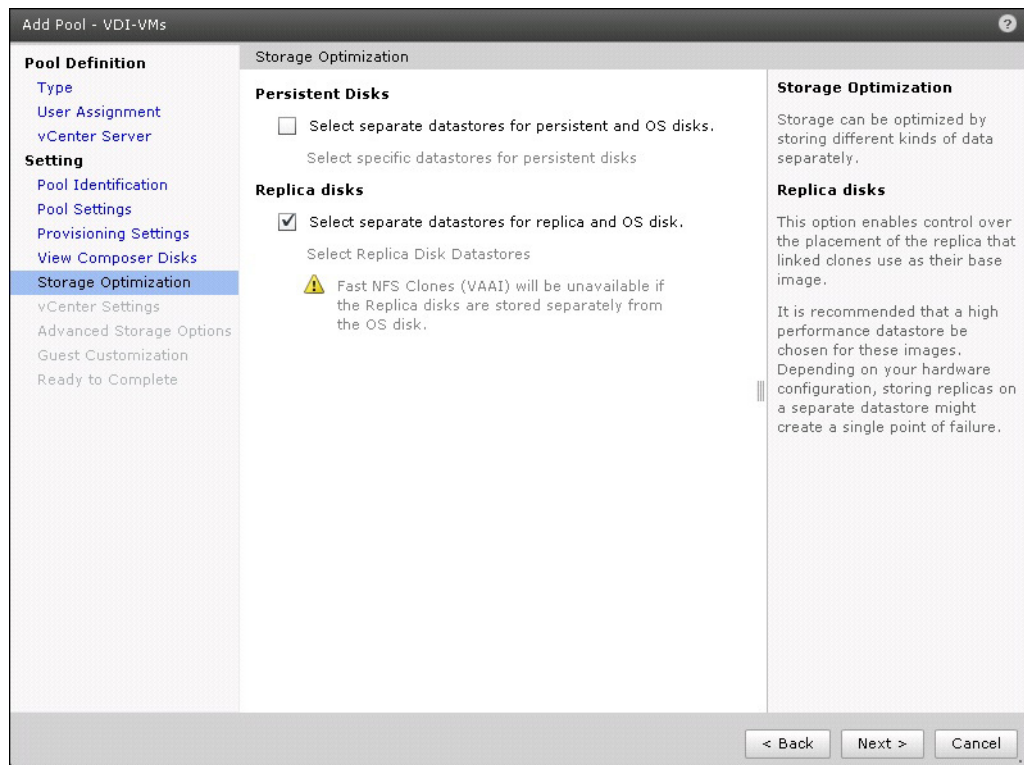 Add Pool - VDI-VMs
?
Pool Definition
Type
User Assignment
vCenter Server
Setting
Pool Identification
Pool Settings
Provisioning Settings
View Composer Disks
Storage Optimization
vCenter Settings
Advanced Storage Options
Guest Customization
Ready to Complete
Storage Optimization
Persistent Disks
Select separate datastores for persistent and OS disks.
Select specific datastores for persistent disks
Replica disks
Select separate datastores for replica and OS disk.
Select Replica Disk Datastores
Fast NFS Clones (VAAI) will be unavailable if
the Replica disks are stored separately from
the OS disk.
Storage Optimization
Storage can be optimized by
storing different kinds of data
separately.
Replica disks
This option enables control over
the placement of the replica that
linked clones use as their base
image.
It is recommended that a high
performance datastore be
chosen for these images.
Depending on your hardware
configuration, storing replicas on
a separate datastore might
create a single point of failure.
< Back
Next >
Cancel